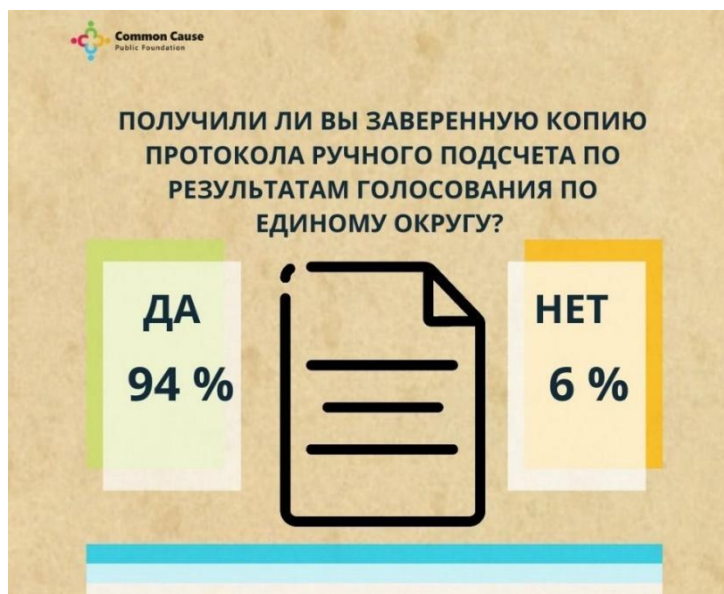 Common Cause
Public Foundation
ПОЛУЧИЛИ ЛИ ВЫ ЗАВЕРЕННУЮ КОПИЮ
ПРОТОКОЛА РУЧНОГО ПОДСЧЕТА ПО
РЕЗУЛЬТАТАМ ГОЛОСОВАНИЯ ПО
ЕДИНОМУ ОКРУГУ?
ДА
94 %
НЕТ
6 %